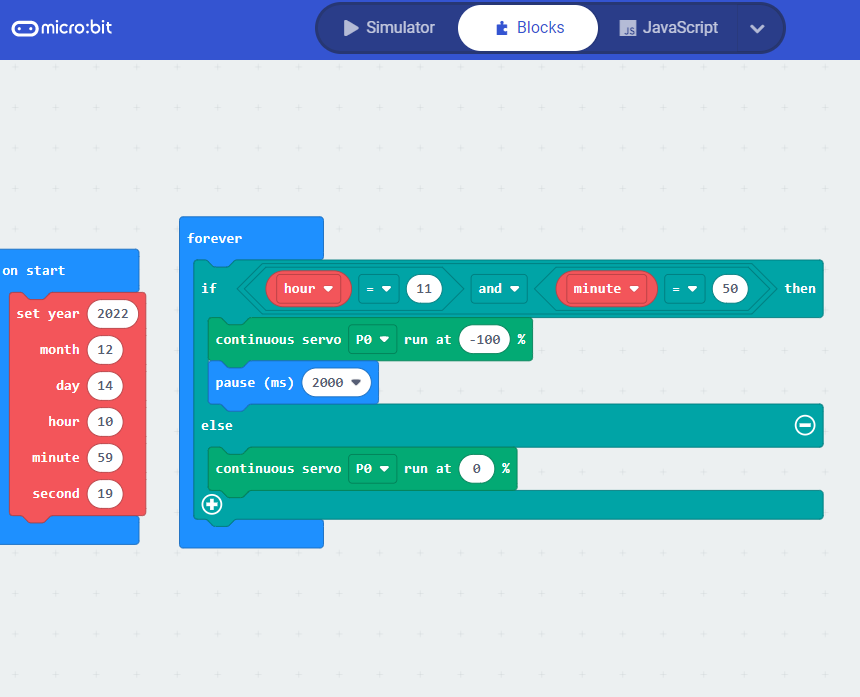 micro:bit
Simulator
Blocks
JS JavaScript
on start
set year 2022
month 12
day 14
hour 10
minute 59
second 19
forever
if hour = 11 and minute = 50 then
continuous servo P0 run at -100 %
pause (ms) 2000
else
continuous servo P0 run at 0 %